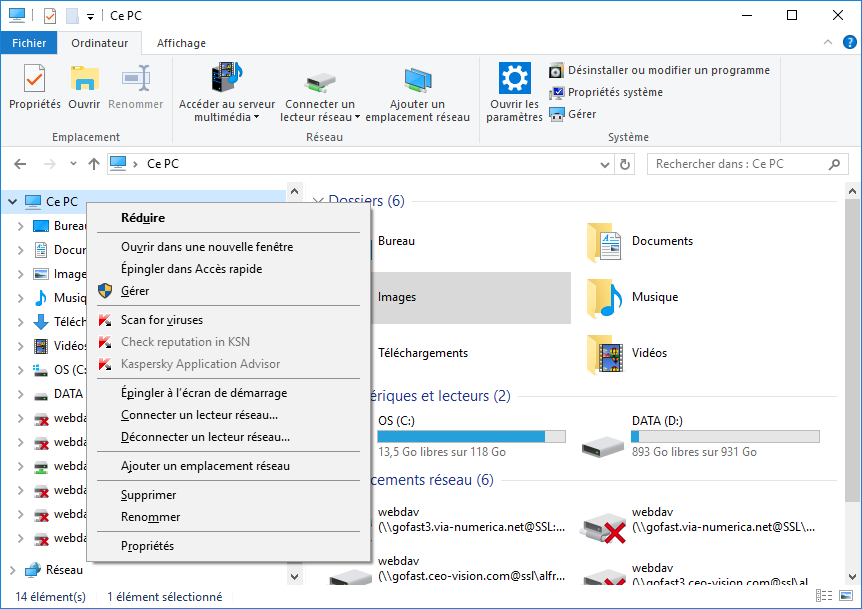 Ce PC
Fichier
Ordinateur
Affichage
Propriétés
Ouvrir
Renommer
Accéder au serveur
multimédia
Connecter un
lecteur réseau
Ajouter un
emplacement réseau
Ouvrir les
paramètres
Désinstaller ou modifier un programme
Propriétés système
Gérer
Emplacement
Réseau
Système
Ce PC
Rechercher dans : Ce PC
Ce PC
Bureau
Docum
Image
Musiq
Téléch
Vidéos
OS (C:
DATA
webda
webda
webda
webda
webda
webda
Réseau
Réduire
Ouvrir dans une nouvelle fenêtre
Épingler dans Accès rapide
Gérer
Scan for viruses
Check reputation in KSN
Kaspersky Application Advisor
Épingler à l'écran de démarrage
Connecter un lecteur réseau...
Déconnecter un lecteur réseau...
Ajouter un emplacement réseau
Supprimer
Renommer
Propriétés
Dossiers (6)
Bureau
Documents
Images
Musique
Téléchargements
Vidéos
ériques et lecteurs (2)
OS (C:)
13,5 Go libres sur 118 Go
DATA (D:)
893 Go libres sur 931 Go
cements réseau (6)
webdav
(\\gofast3.via-numerica.net@SSL:...
webdav
(\\gofast.via-numerica.net@SSL\...
webdav
(\\gofast.ceo-vision.com@ssl\alfr...
webdav
(\\gofast3.ceo-vision.com@ssl\al
14 élément(s)
1 élément sélectionné